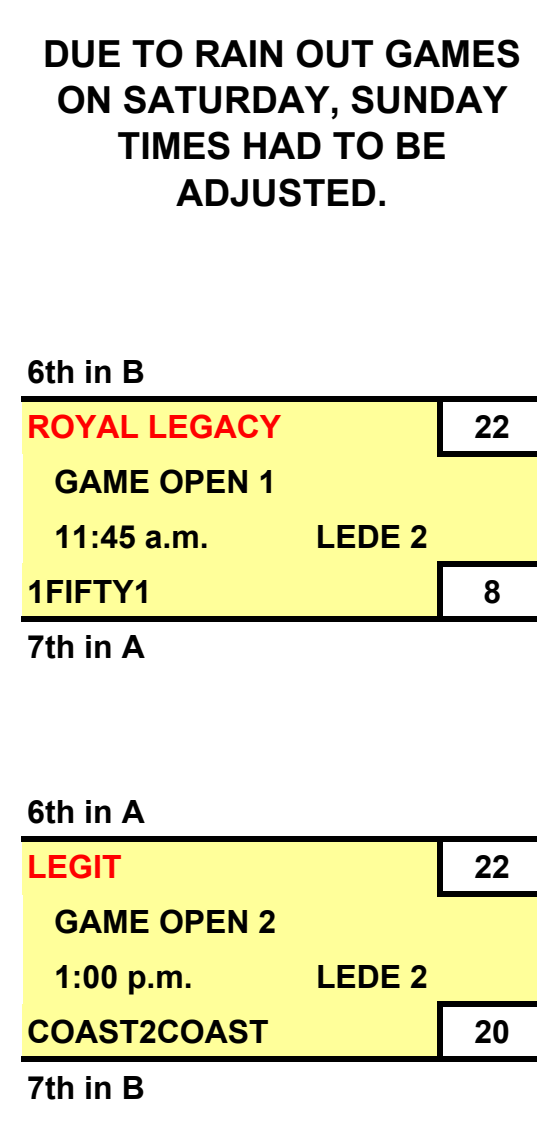 DUE TO RAIN OUT GAMES
ON SATURDAY, SUNDAY
TIMES HAD TO BE
ADJUSTED.
6th in B
ROYAL LEGACY 22
GAME OPEN 1
11:45 a.m. LEDE 2
1FIFTY1 8
7th in A
6th in A
LEGIT 22
GAME OPEN 2
1:00 p.m. LEDE 2
COAST2COAST 20
7th in B